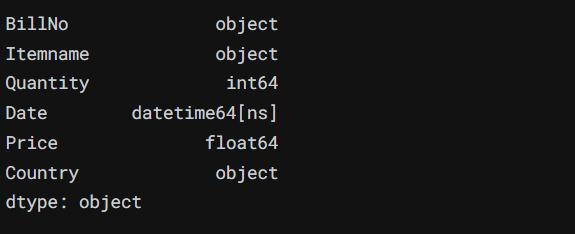 BillNo object
Itemname object
Quantity int64
Date datetime64[ns]
Price float64
Country object
dtype: object